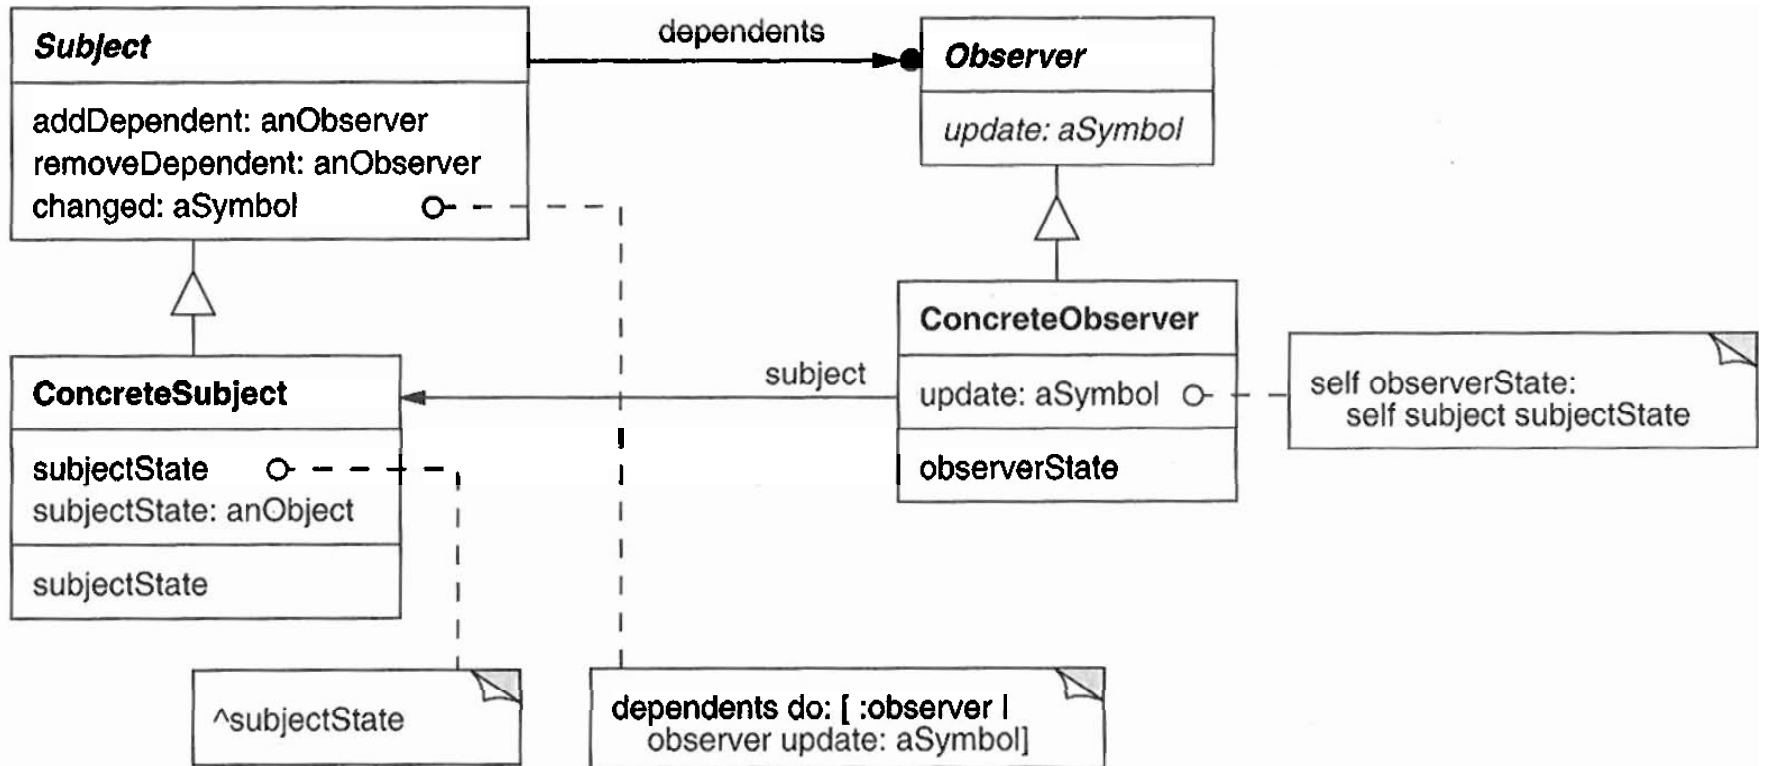 Subject
addDependent: anObserver
removeDependent: anObserver
changed: aSymbol
dependents
Observer
update: aSymbol
ConcreteSubject
subjectState
subjectState: anObject
subjectState
subject
ConcreteObserver
update: aSymbol
observerState
self observerState:
self subject subjectState
^subjectState
dependents do: [ :observer |
observer update: aSymbol]